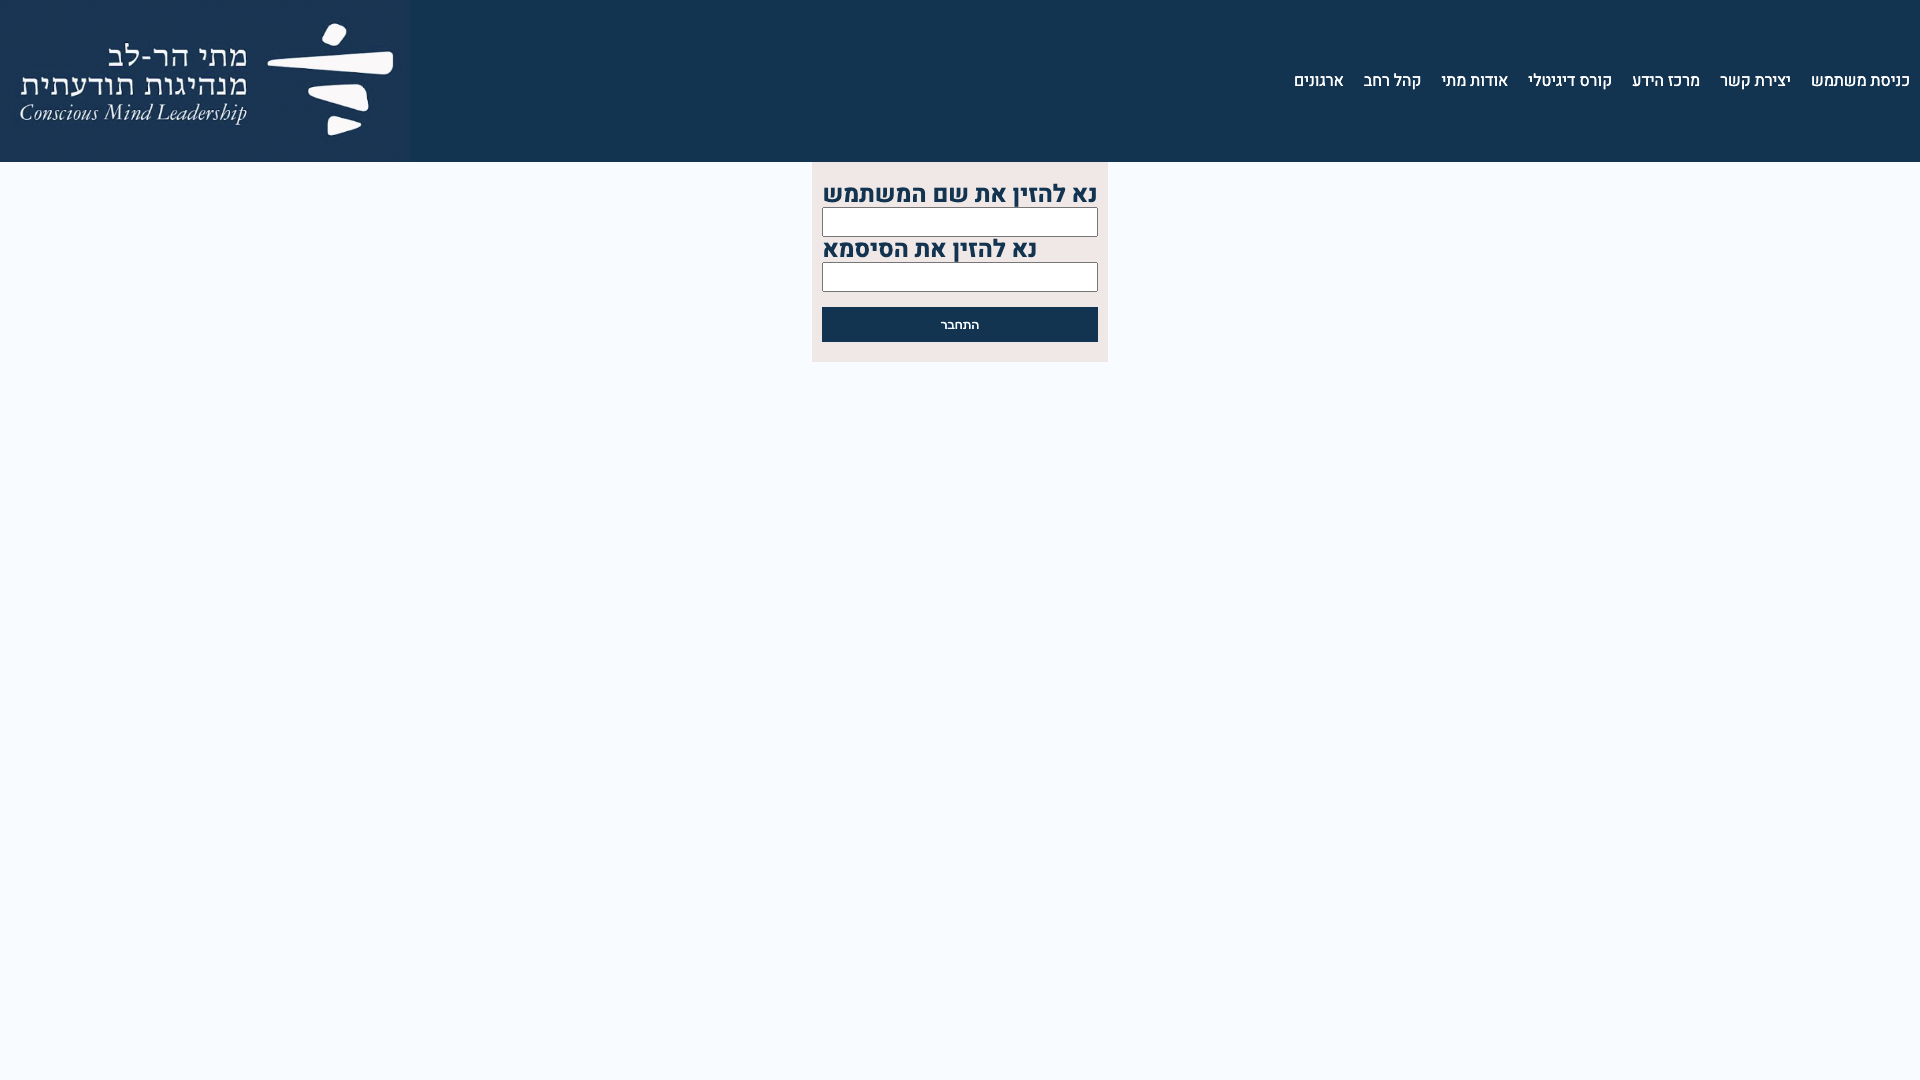 מתי הר-לב
מנהיגות תודעתית
Conscious Mind Leadership
כניסת משתמש
יצירת קשר
מרכז הידע
קורס דיגיטלי
אודות מתי
קהל רחב
ארגונים
נא להזין את שם המשתמש
נא להזין את הסיסמא
התחבר